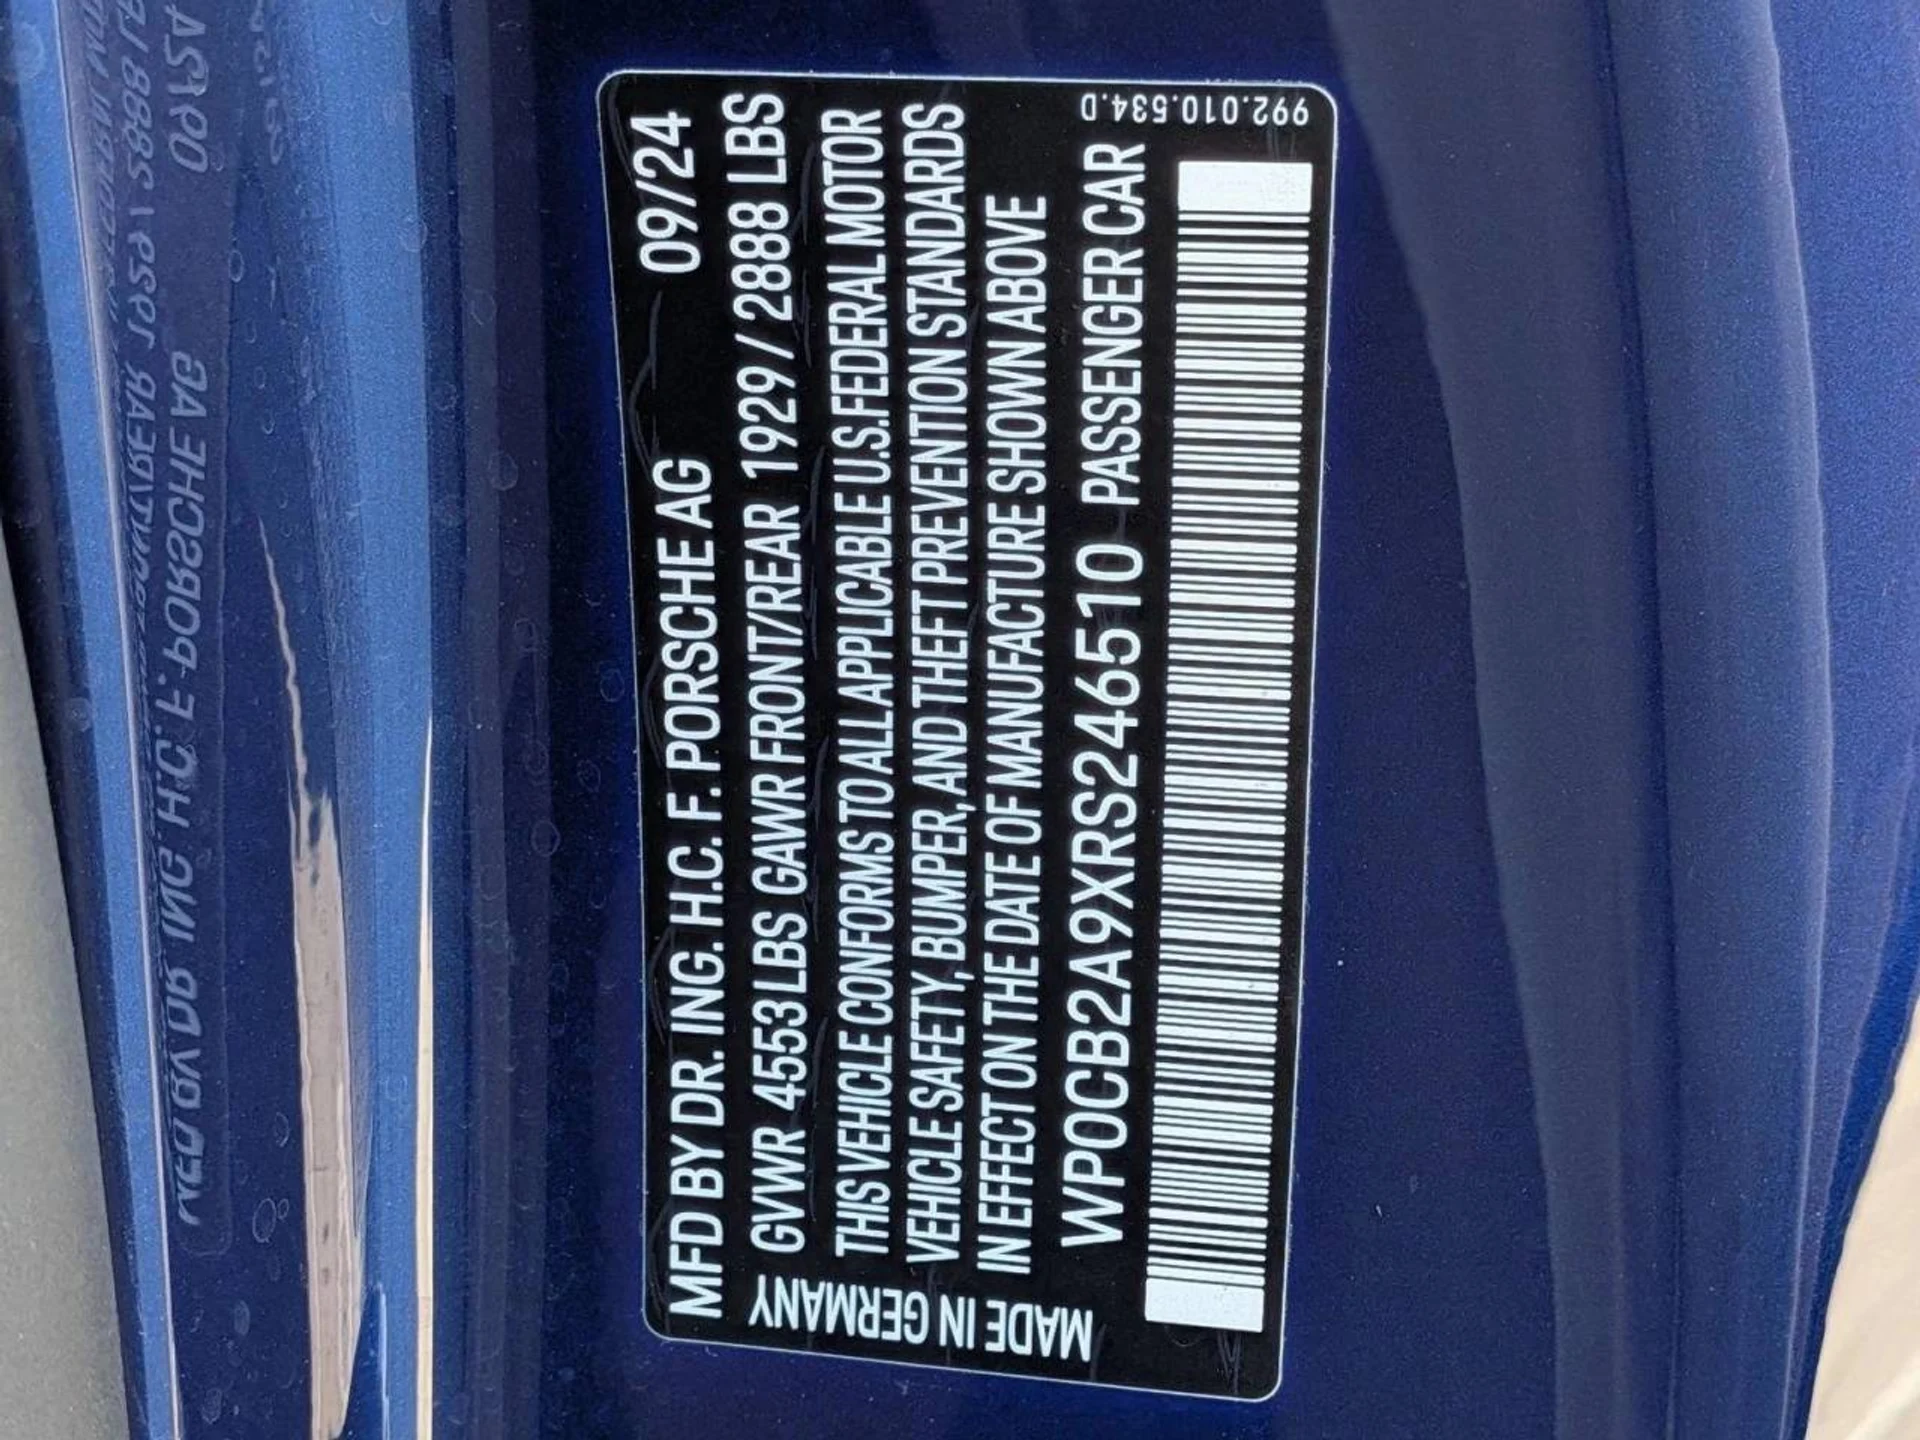 MFD BY DR. ING. H.C. F. PORSCHE AG 09/24
GVWR 4553 LBS GAWR FRONT/REAR 1929 / 2888 LBS
THIS VEHICLE CONFORMS TO ALL APPLICABLE U.S. FEDERAL MOTOR
VEHICLE SAFETY, BUMPER, AND THEFT PREVENTION STANDARDS
IN EFFECT ON THE DATE OF MANUFACTURE SHOWN ABOVE
WP0CB2A9XRS246510 PASSENGER CAR
MADE IN GERMANY
992.010.534.D